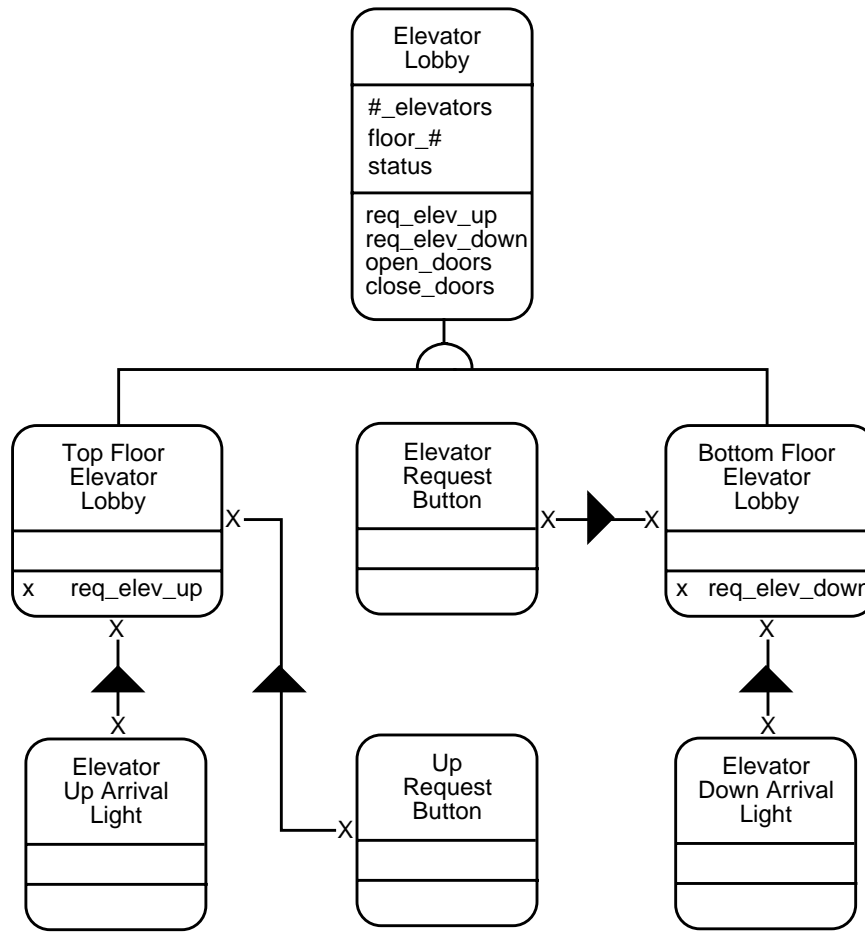 Elevator
Lobby
#_elevators
floor_#
status
req_elev_up
req_elev_down
open_doors
close_doors
Top Floor
Elevator
Lobby
X
x req_elev_up
X
X
Elevator
Request
Button
X
X
Bottom Floor
Elevator
Lobby
x req_elev_down
X
X
Elevator
Up Arrival
Light
X
Up
Request
Button
Elevator
Down Arrival
Light